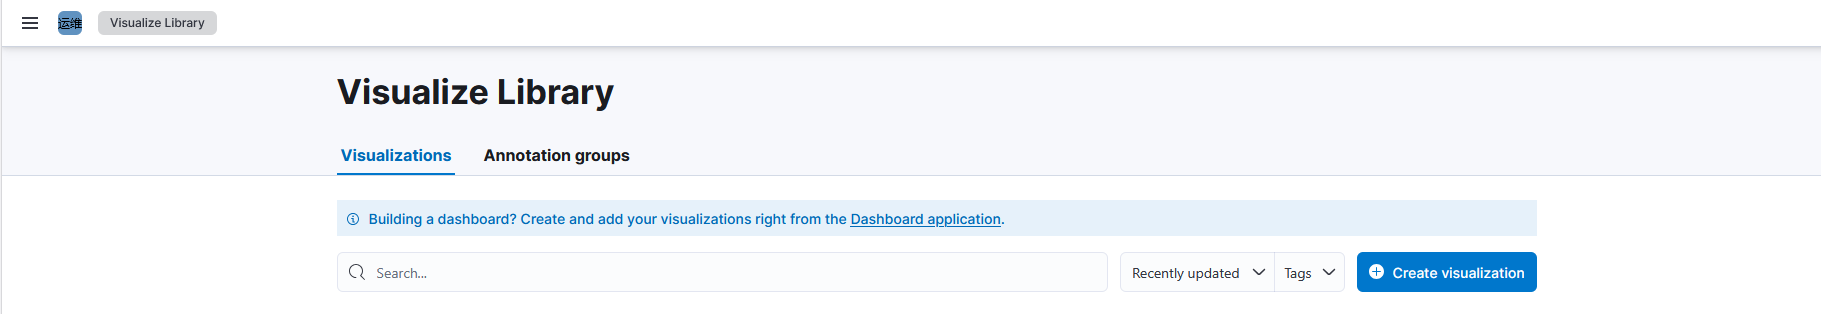 运维 Visualize Library
Visualize Library
Visualizations Annotation groups
Building a dashboard? Create and add your visualizations right from the Dashboard application.
Search... Recently updated Tags Create visualization